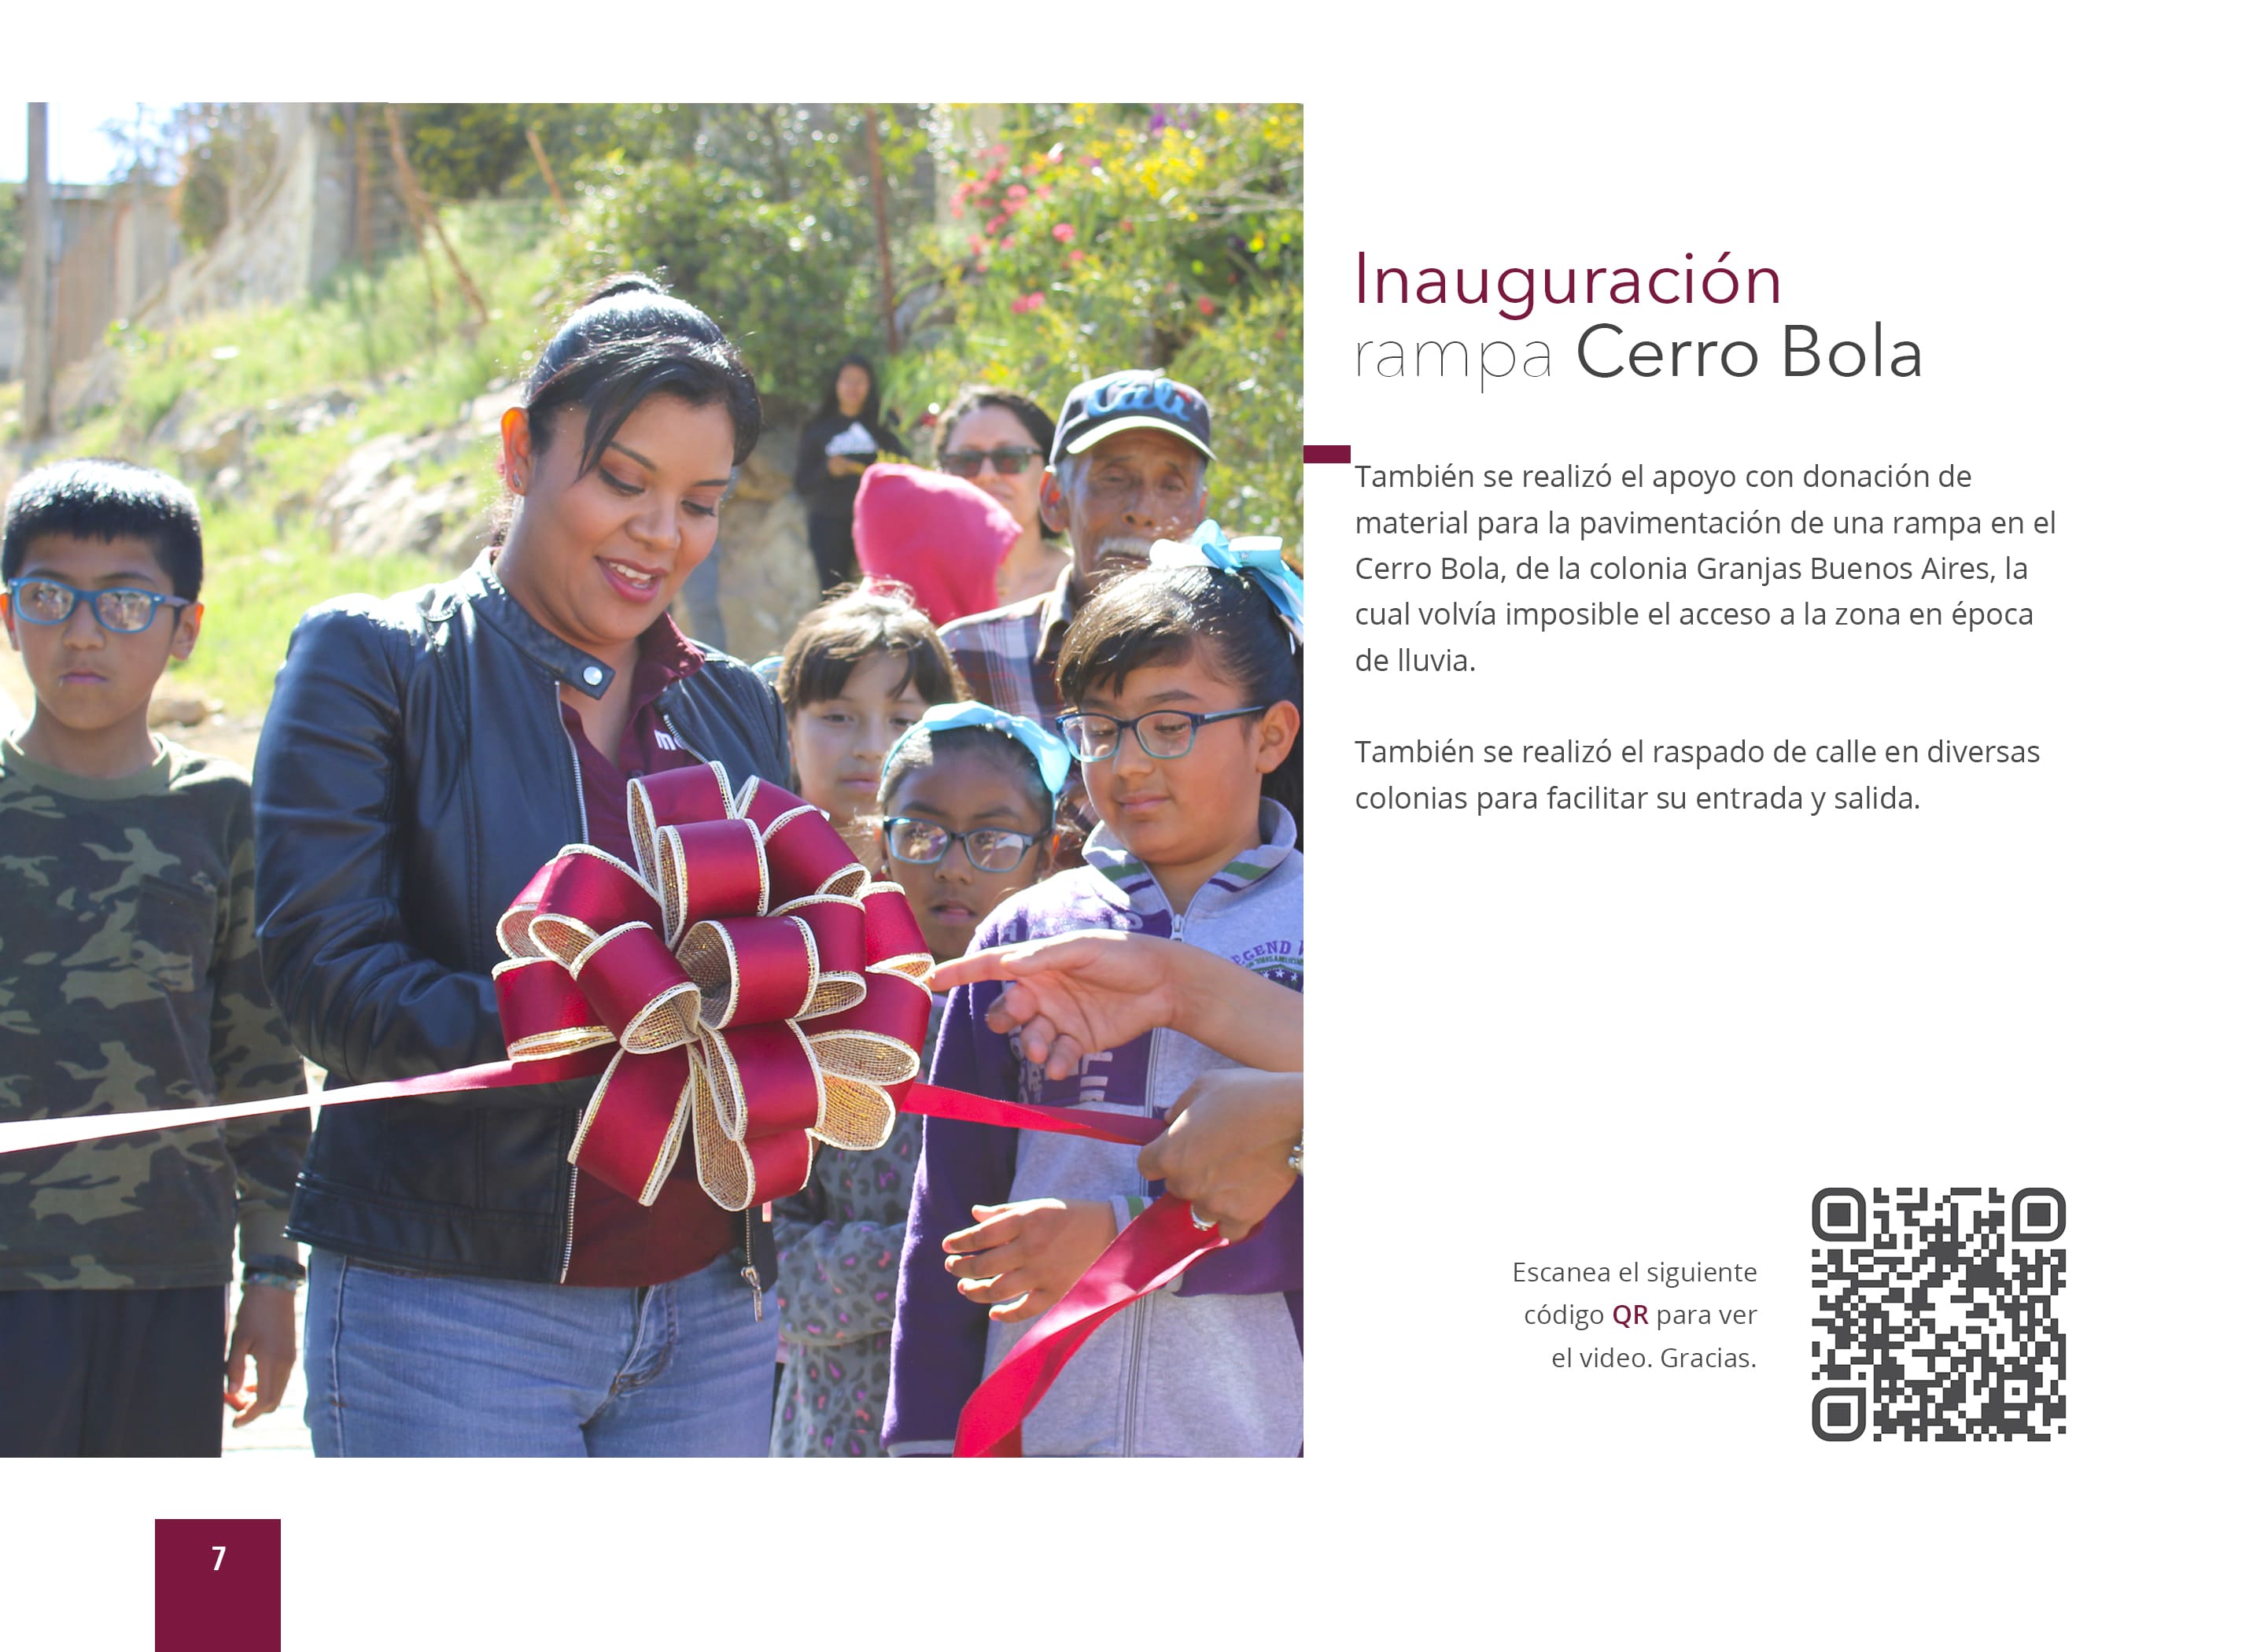 Inauguración
rampa Cerro Bola
También se realizó el apoyo con donación de
material para la pavimentación de una rampa en el
Cerro Bola, de la colonia Granjas Buenos Aires, la
cual volvía imposible el acceso a la zona en época
de lluvia.
También se realizó el raspado de calle en diversas
colonias para facilitar su entrada y salida.
Escanea el siguiente
código QR para ver
el video. Gracias.
7
Cali